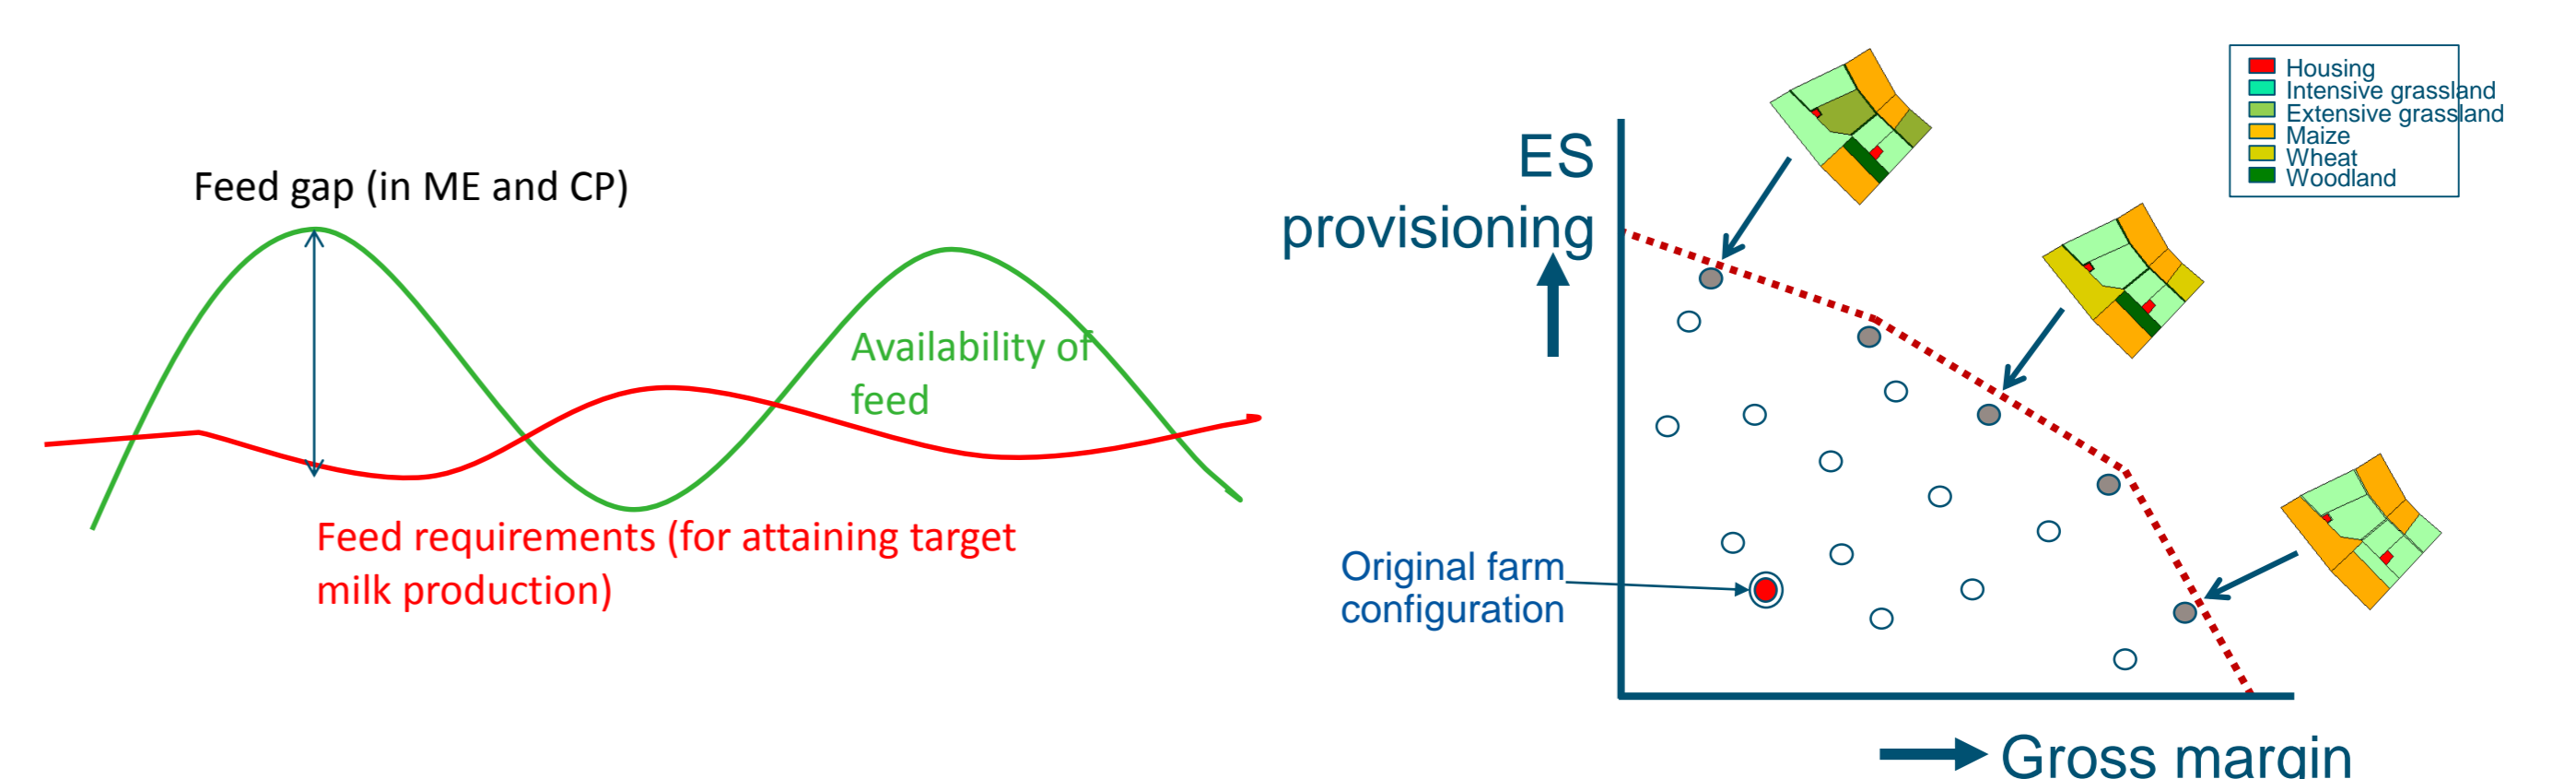 Feed gap (in ME and CP)
Availability of
feed
Feed requirements (for attaining target
milk production)
ES
provisioning
Original farm
configuration
Gross margin
Housing
Intensive grassland
Extensive grassland
Maize
Wheat
Woodland